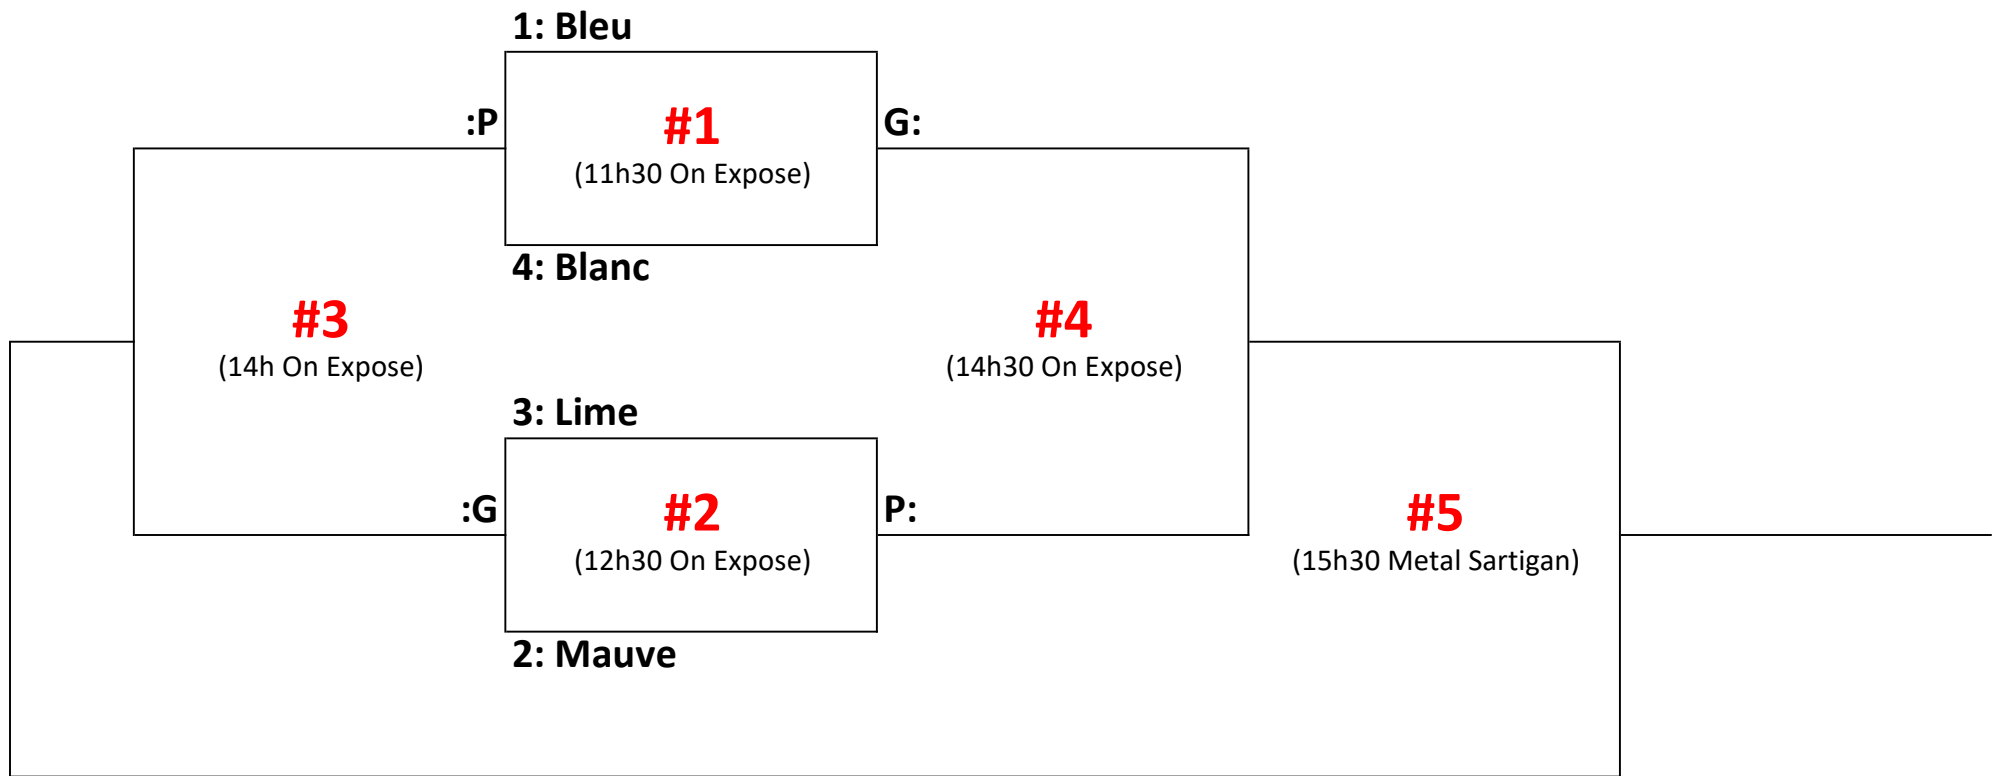 1: Bleu
:P
#1
G:
(11h30 On Expose)
4: Blanc
#3
#4
(14h On Expose)
(14h30 On Expose)
3: Lime
:G
#2
P:
#5
(12h30 On Expose)
(15h30 Metal Sartigan)
2: Mauve